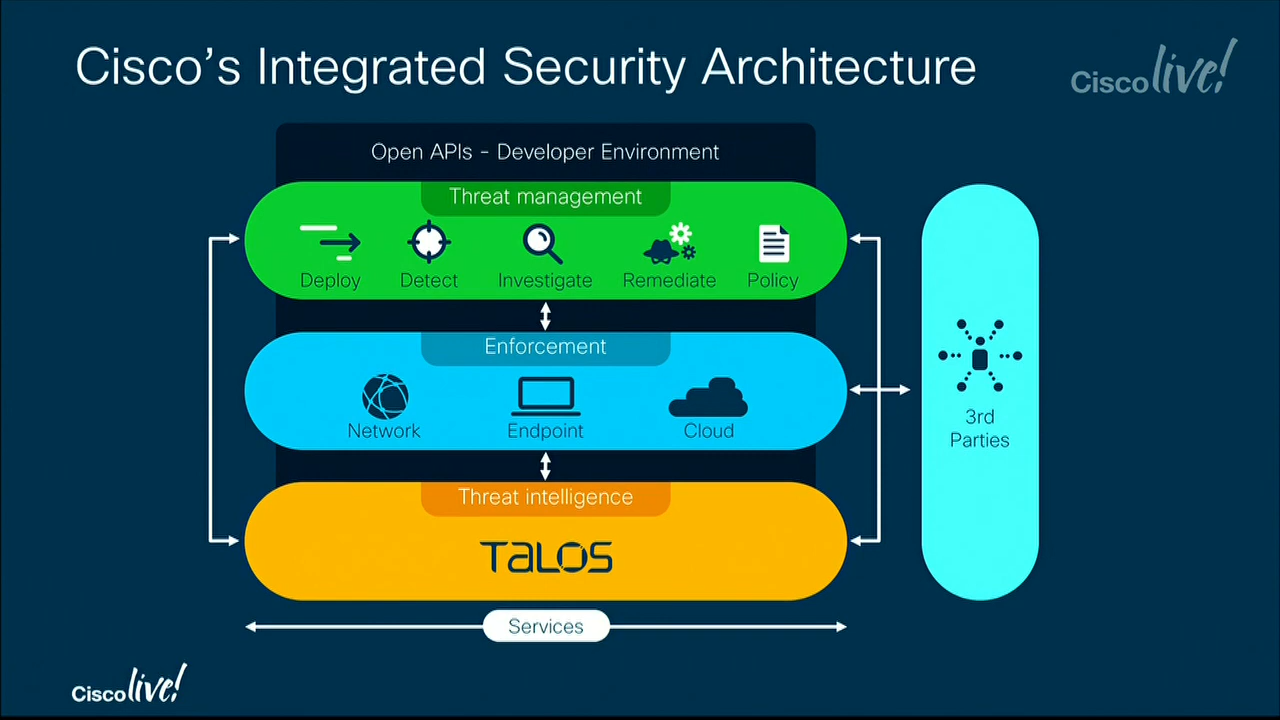 Cisco's Integrated Security Architecture
Cisco live!
Open APIs - Developer Environment
Threat management
Deploy
Detect
Investigate
Remediate
Policy
Enforcement
Network
Endpoint
Cloud
3rd
Parties
Threat intelligence
TaLOS
Services
Cisco live!